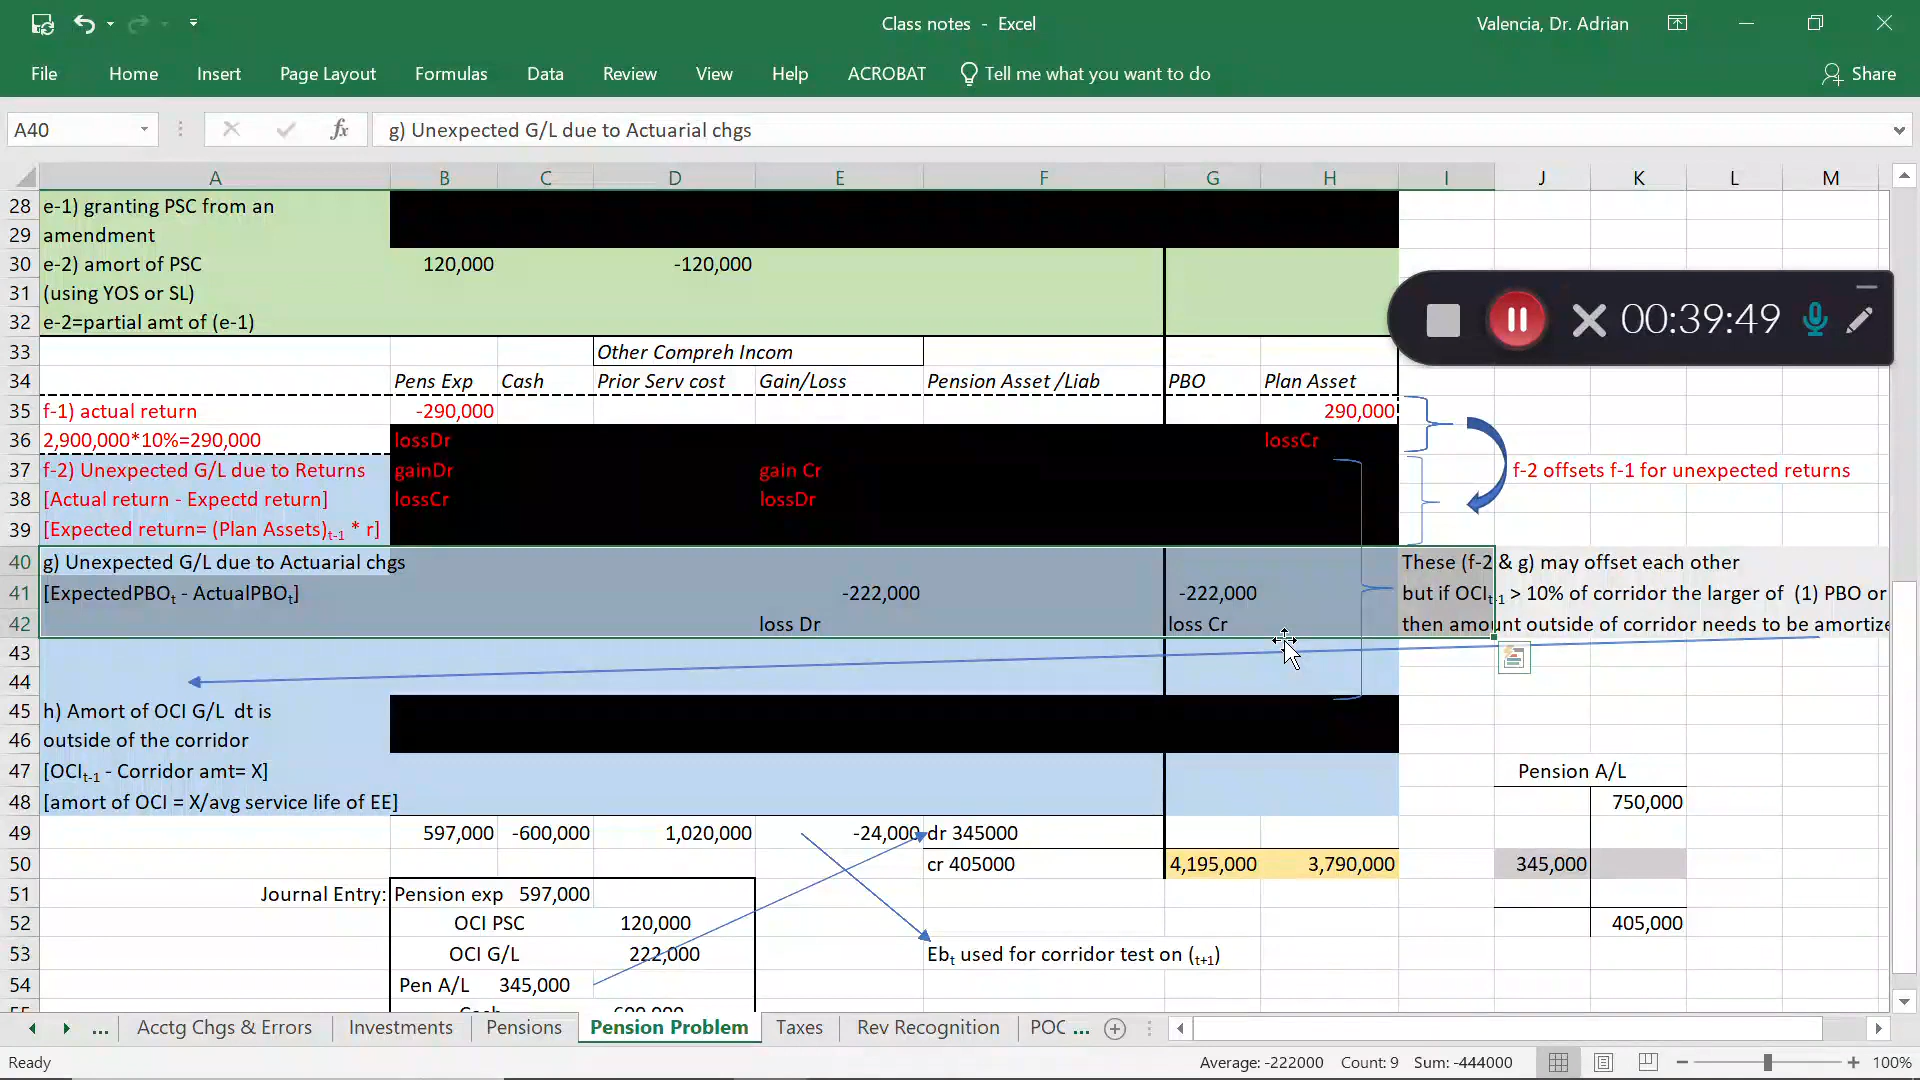 Class notes - Excel
Valencia, Dr. Adrian
File Home Insert Page Layout Formulas Data Review View Help ACROBAT Tell me what you want to do Share
A40 fx g) Unexpected G/L due to Actuarial chgs
A B C D E F G H I J K L M
28 e-1) granting PSC from an
29 amendment
30 e-2) amort of PSC 120,000 -120,000
31 (using YOS or SL)
32 e-2=partial amt of (e-1)
00:39:49
33 Other Compreh Incom
34 Pens Exp Cash Prior Serv cost Gain/Loss Pension Asset /Liab PBO Plan Asset
35 f-1) actual return -290,000 290,000
36 2,900,000*10%=290,000 lossDr lossCr
37 f-2) Unexpected G/L due to Returns gainDr gain Cr f-2 offsets f-1 for unexpected returns
38 [Actual return - Expectd return] lossCr lossDr
39 [Expected return= (Plan Assets)t-1 * r]
40 g) Unexpected G/L due to Actuarial chgs These (f-2 & g) may offset each other
41 [ExpectedPBOt - ActualPBOt] -222,000 -222,000 but if OCIt-1 > 10% of corridor the larger of (1) PBO or
42 loss Dr loss Cr then amount outside of corridor needs to be amortize
43
44
45 h) Amort of OCI G/L dt is
46 outside of the corridor
47 [OCIt-1 - Corridor amt= X] Pension A/L
48 [amort of OCI = X/avg service life of EE] 750,000
49 597,000 -600,000 1,020,000 -24,000 dr 345000
50 cr 405000 4,195,000 3,790,000 345,000
51 Journal Entry: Pension exp 597,000
52 OCI PSC 120,000 405,000
53 OCI G/L 222,000 Ebt used for corridor test on (t+1)
54 Pen A/L 345,000
55 Cash 600,000
... Acctg Chgs & Errors Investments Pensions Pension Problem Taxes Rev Recognition POC ...
Ready Average: -222000 Count: 9 Sum: -444000 100%